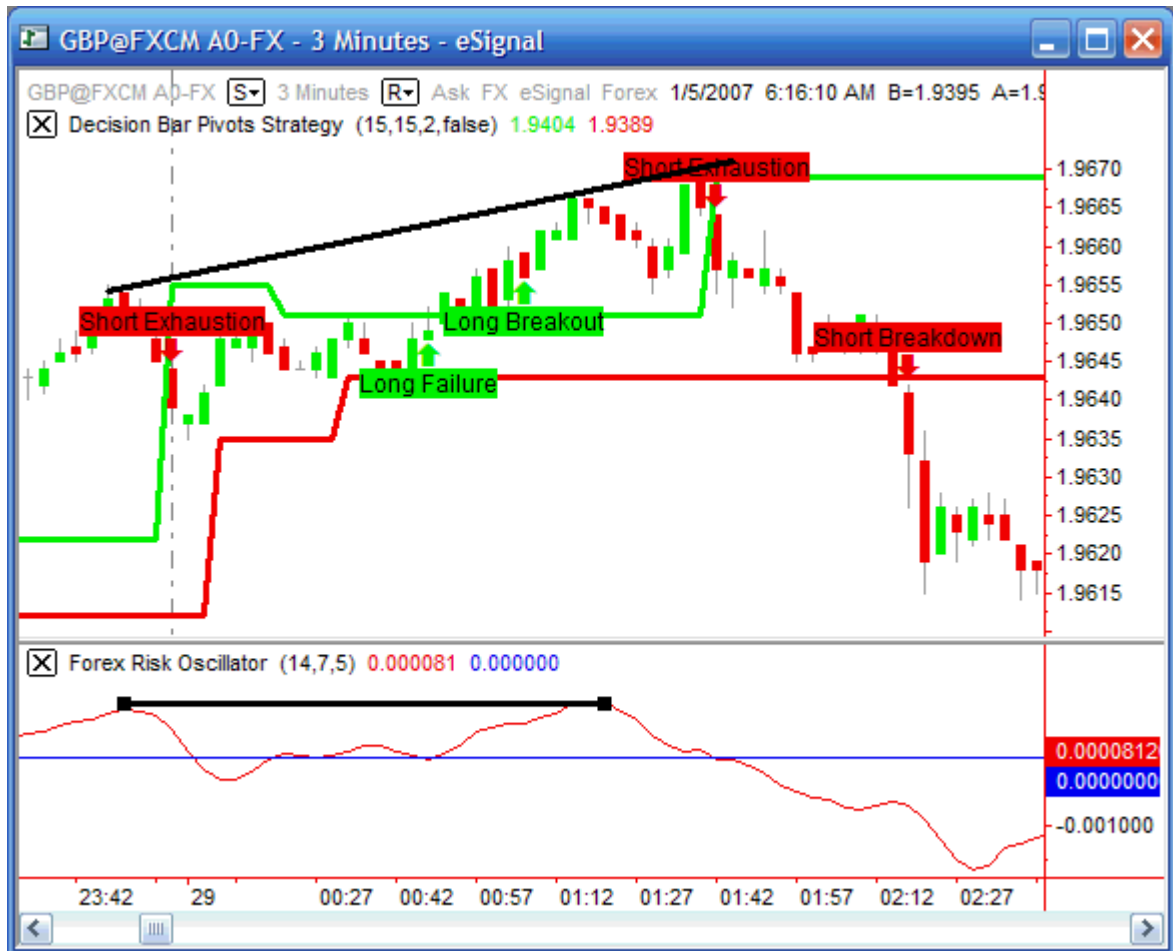 GBP@FXCM A0-FX - 3 Minutes - eSignal
GBP@FXCM A0-FX S 3 Minutes R Ask FX eSignal Forex 1/5/2007 6:16:10 AM B=1.9395 A=1.9
Decision Bar Pivots Strategy (15,15,2,false) 1.9404 1.9389
Short Exhaustion
1.9670
1.9665
1.9660
1.9655
Short Exhaustion
Long Breakout
1.9650
Short Breakdown
1.9645
Long Failure
1.9640
1.9635
1.9630
1.9625
1.9620
1.9615
Forex Risk Oscillator (14,7,5) 0.000081 0.000000
0.0000812
0.0000000
-0.001000
23:42 29 00:27 00:42 00:57 01:12 01:27 01:42 01:57 02:12 02:27